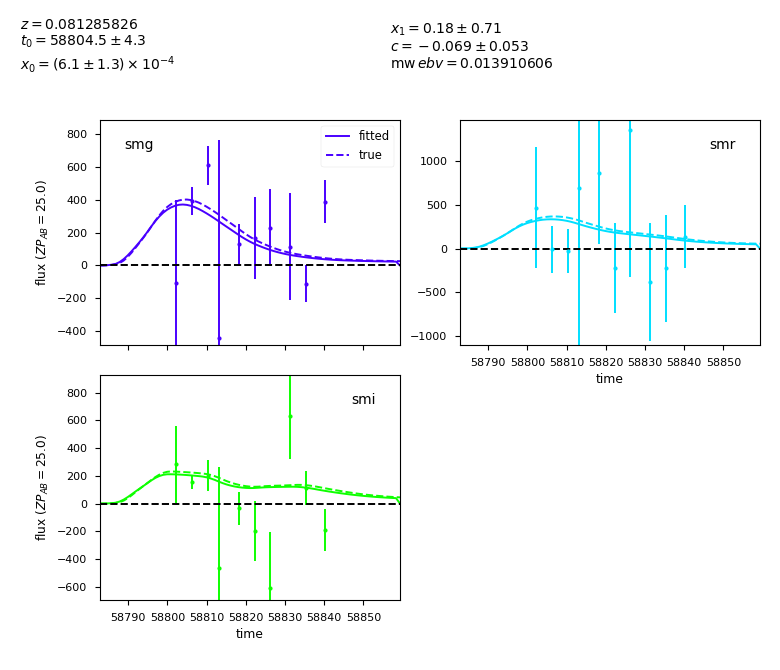 z = 0.081285826
t₀ = 58804.5 ± 4.3
x₀ = (6.1 ± 1.3) × 10⁻⁴
x₁ = 0.18 ± 0.71
c = −0.069 ± 0.053
mw ebv = 0.013910606
smg
fitted
true
800
600
400
200
0
−200
−400
flux (ZP_AB = 25.0)
smr
1000
500
0
−500
−1000
58790 58800 58810 58820 58830 58840 58850
time
smi
800
600
400
200
0
−200
−400
−600
flux (ZP_AB = 25.0)
58790 58800 58810 58820 58830 58840 58850
time